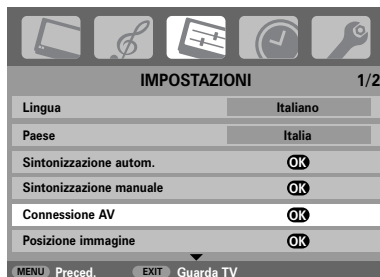 IMPOSTAZIONI 1/2
Lingua Italiano
Paese Italia
Sintonizzazione autom. OK
Sintonizzazione manuale OK
Connessione AV OK
Posizione immagine OK
MENU Preced. EXIT Guarda TV